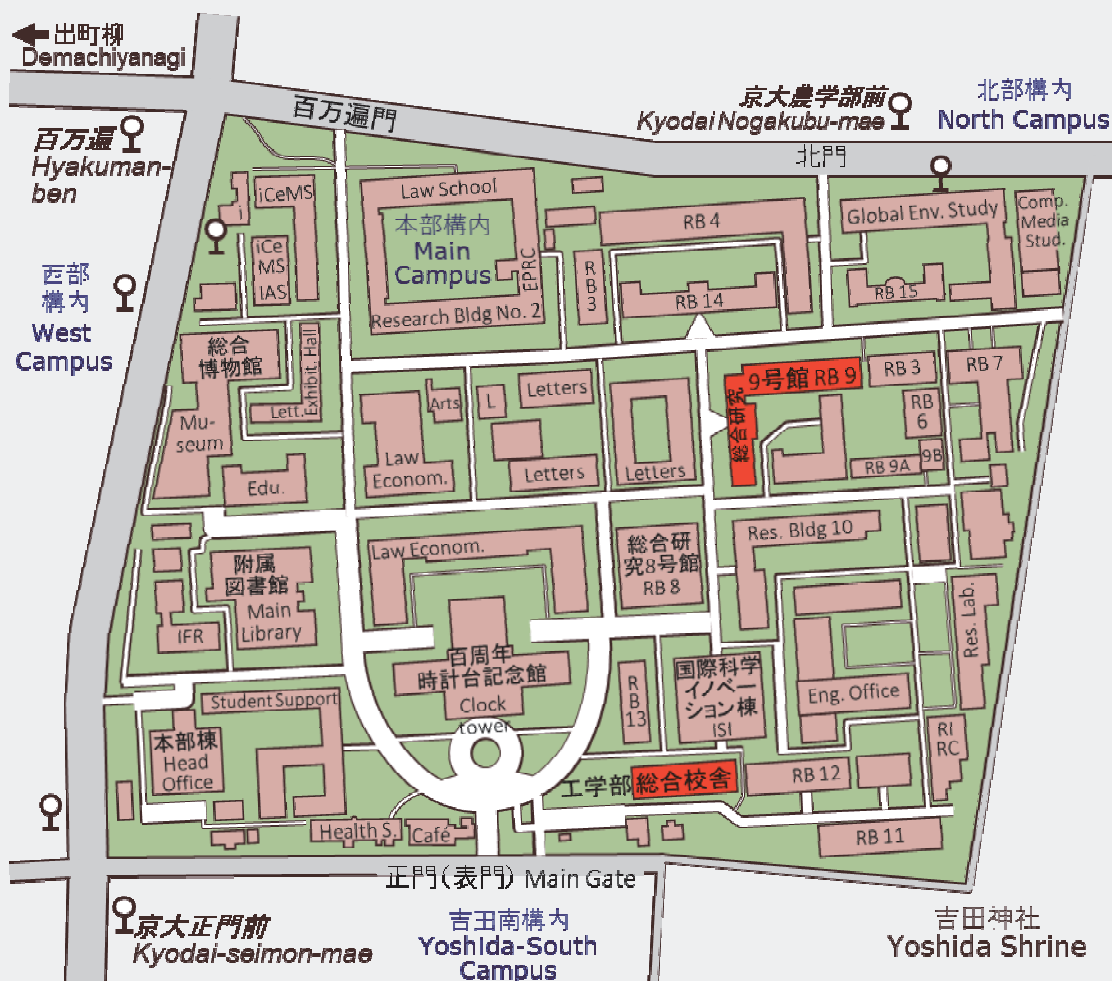 出町柳
Demachiyanagi
百万遍門
京大農学部前
Kyodai Nogakubu-mae
北部構内
North Campus
北門
百万遍
Hyakuman-
ben
西部
構内
West
Campus
iCeMS
i
iCe
MS
IAS
Law School
本部構内
Main
Campus
EPRC
Research Bldg No. 2
RB 4
R
B
3
RB 14
Global Env. Study
Comp.
Media
Stud.
RB 15
総合
博物館
Mu-
seum
Exhibit. Hall
Lett.
Edu.
Arts
Law
Econom.
L
Letters
Letters
Letters
9号館 RB 9
総合研究
RB 3
RB 7
RB
6
9B
RB 9A
附属
図書館
Main
Library
IFR
Law Econom.
総合研
究8号館
RB 8
Res. Bldg 10
Res. Lab.
百周年
時計台記念館
Clock
tower
R
B
13
国際科学
イノベー
ション棟
ISI
Eng. Office
RI
RC
Student Support
本部棟
Head
Office
工学部総合校舎
RB 12
RB 11
Health S.
Café
正門(表門) Main Gate
京大正門前
Kyodai-seimon-mae
吉田南構内
Yoshida-South
Campus
吉田神社
Yoshida Shrine